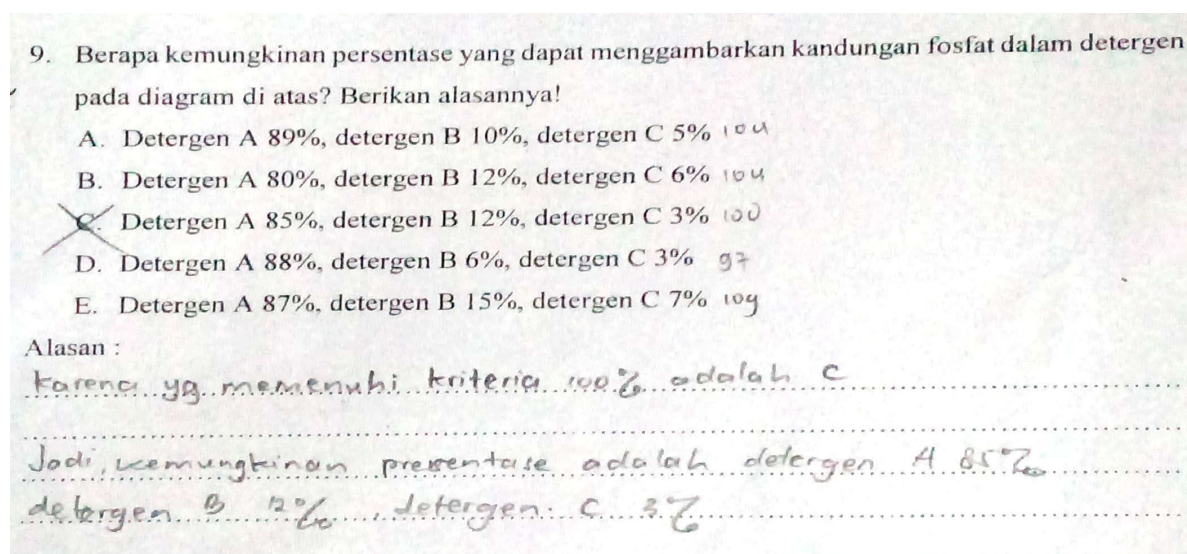 9. Berapa kemungkinan persentase yang dapat menggambarkan kandungan fosfat dalam detergen
pada diagram di atas? Berikan alasannya!
A. Detergen A 89%, detergen B 10%, detergen C 5% 104
B. Detergen A 80%, detergen B 12%, detergen C 6% 104
C. Detergen A 85%, detergen B 12%, detergen C 3% 100
D. Detergen A 88%, detergen B 6%, detergen C 3% 97
E. Detergen A 87%, detergen B 15%, detergen C 7% 109
Alasan :
Karena yg memenuhi kriteria 100% adalah C
Jadi, kemungkinan presentase adalah detergen A 85%
detergen B 12%, detergen C 3%